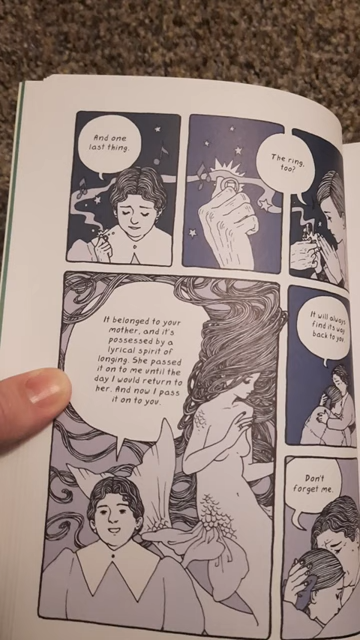 And one
last thing.
The ring,
too?
It belonged to your
mother, and it's
possessed by a
lyrical spirit of
longing. She passed
it on to me until the
day I would return to
her. And now I pass
it on to you.
It will always
find its way
back to you.
Don't
forget me.